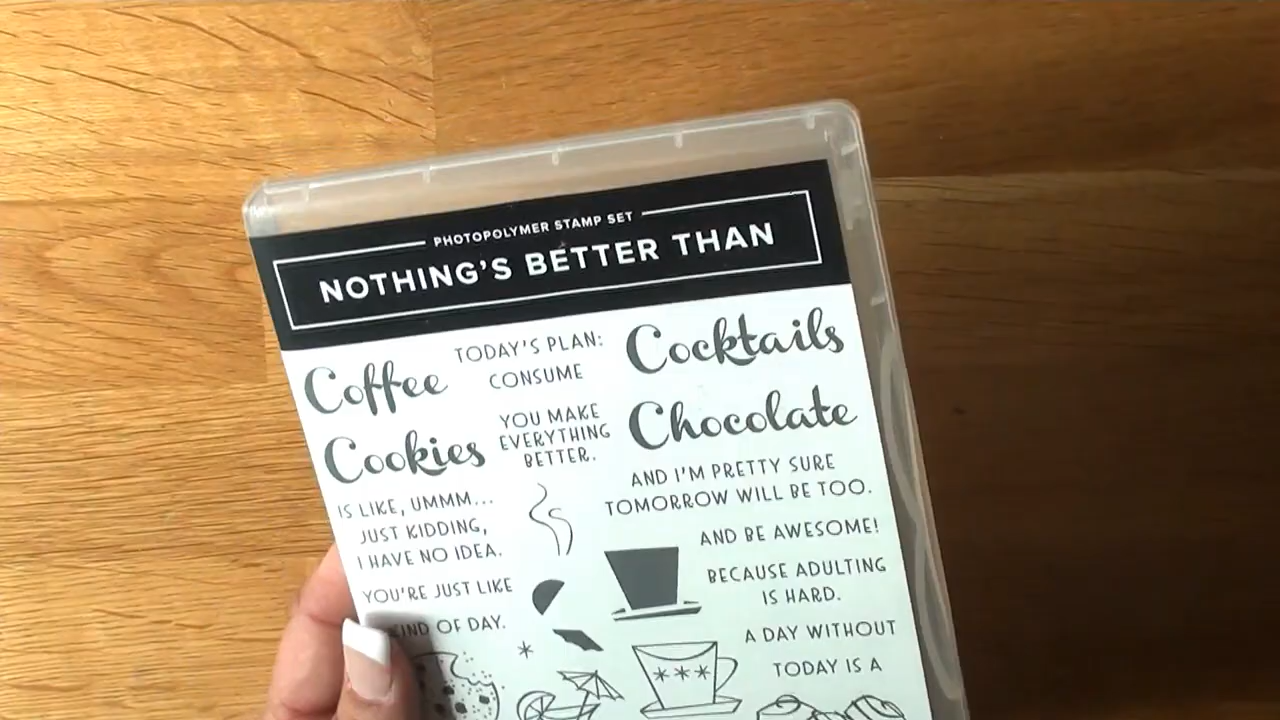 PHOTOPOLYMER STAMP SET
NOTHING'S BETTER THAN
Coffee
TODAY'S PLAN:
CONSUME
Cocktails
Cookies
YOU MAKE
EVERYTHING
BETTER.
Chocolate
IS LIKE, UMMM...
JUST KIDDING,
I HAVE NO IDEA.
AND I'M PRETTY SURE
TOMORROW WILL BE TOO.
AND BE AWESOME!
YOU'RE JUST LIKE
BECAUSE ADULTING
IS HARD.
KIND OF DAY.
A DAY WITHOUT
TODAY IS A